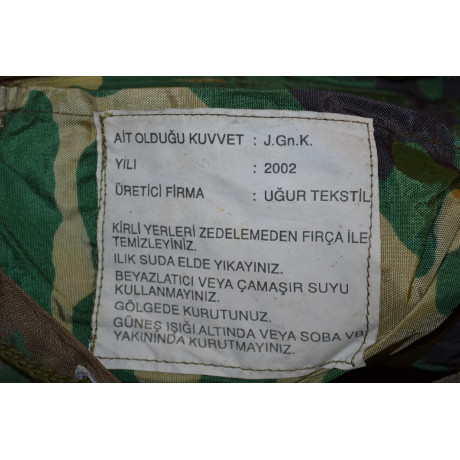 AİT OLDUĞU KUVVET : J.Gn.K.
YILI : 2002
ÜRETİCİ FİRMA : UĞUR TEKSTİL
KİRLİ YERLERİ ZEDELEMEDEN FIRÇA İLE
TEMİZLEYİNİZ.
ILIK SUDA ELDE YIKAYINIZ.
BEYAZLATICI VEYA ÇAMAŞIR SUYU
KULLANMAYINIZ.
GÖLGEDE KURUTUNUZ.
GÜNEŞ IŞIĞI ALTINDA VEYA SOBA VB.
YAKININDA KURUTMAYINIZ.